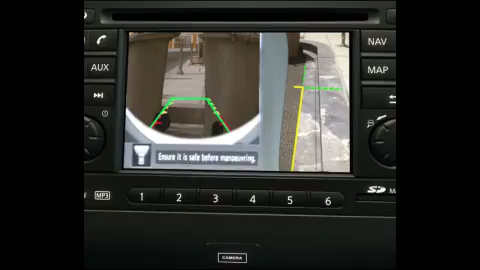 NAV
AUX
MAP
Ensure it is safe before manoeuvring.
MP3
1 2 3 4 5 6
SD
CAMERA